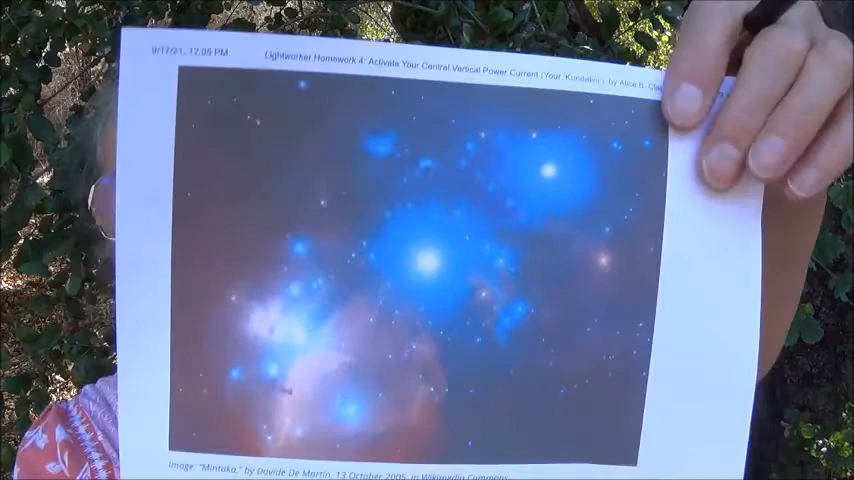 9/17/21, 12:05 PM Lightworker Homework 4: Activate Your Central Vertical Power Current (Your Kundalini), by Alice B.
Image: "Mintaka," by Davide De Martin, 13 October 2005, in Wikipedia Commons